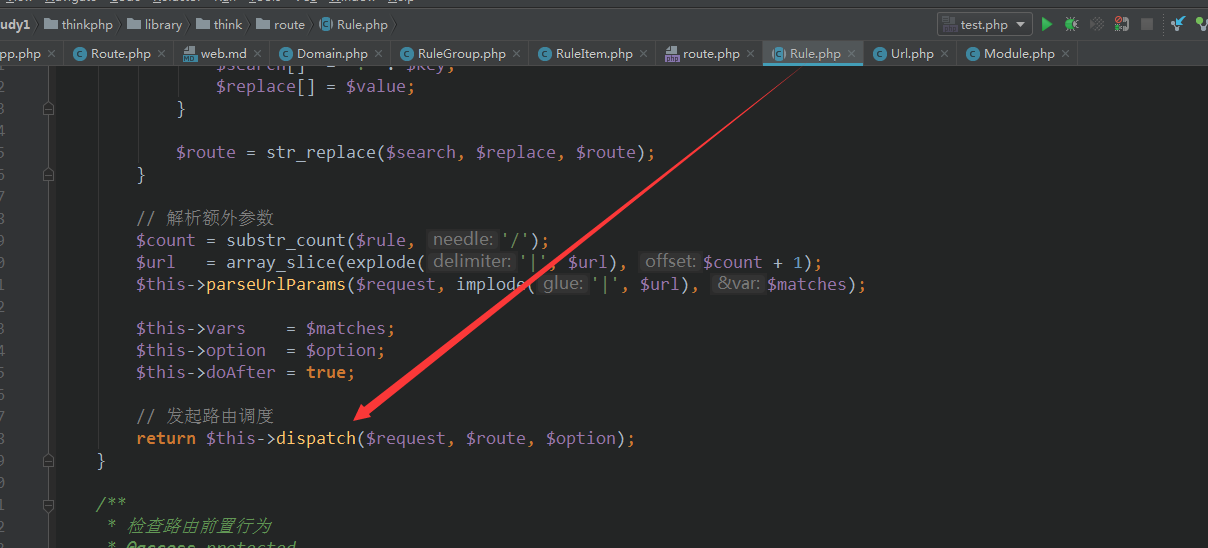 udy1 thinkphp library think route Rule.php test.php
pp.php Route.php web.md Domain.php RuleGroup.php RuleItem.php route.php Rule.php Url.php Module.php
$replace[] = $value;
}
$route = str_replace($search, $replace, $route);
}
// 解析额外参数
$count = substr_count($rule, needle: '/');
$url   = array_slice(explode( delimiter: '|', $url), offset: $count + 1);
$this->parseUrlParams($request, implode( glue: '|', $url), &var: $matches);
$this->vars    = $matches;
$this->option  = $option;
$this->doAfter = true;
// 发起路由调度
return $this->dispatch($request, $route, $option);
}
/**
* 检查路由前置行为
* @access protected